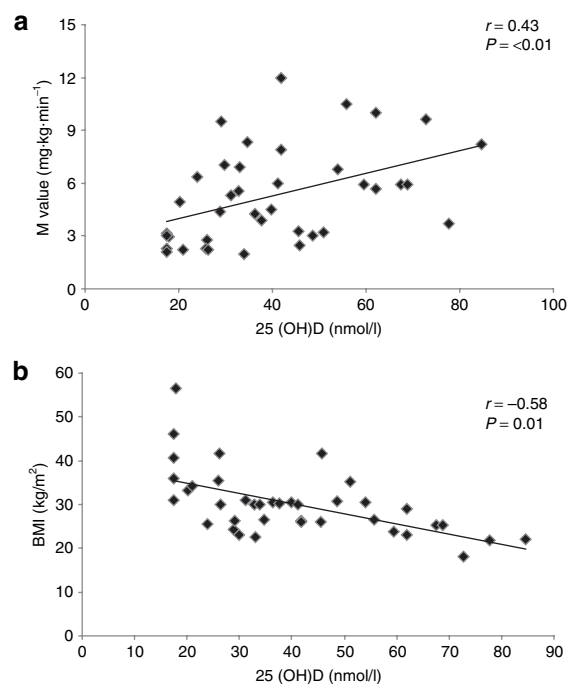 a
r = 0.43
P = <0.01
15
12
9
6
3
0
M value (mg·kg·min⁻¹)
0 20 40 60 80 100
25 (OH)D (nmol/l)
b
r = −0.58
P = 0.01
60
50
40
30
20
10
0
BMI (kg/m²)
0 10 20 30 40 50 60 70 80 90
25 (OH)D (nmol/l)